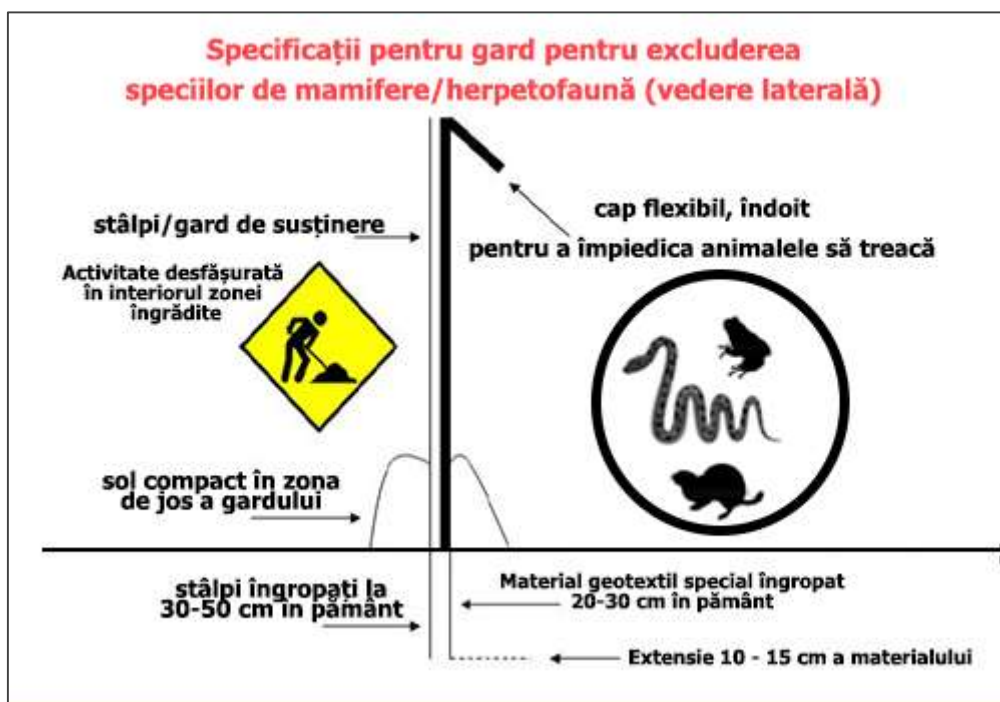 Specificații pentru gard pentru excluderea
speciilor de mamifere/herpetofaună (vedere laterală)
stâlpi/gard de susținere
cap flexibil, îndoit
pentru a împiedica animalele să treacă
Activitate desfășurată
în interiorul zonei
îngrădite
sol compact în zona
de jos a gardului
stâlpi îngropați la
30-50 cm în pământ
Material geotextil special îngropat
20-30 cm în pământ
Extensie 10 - 15 cm a materialului